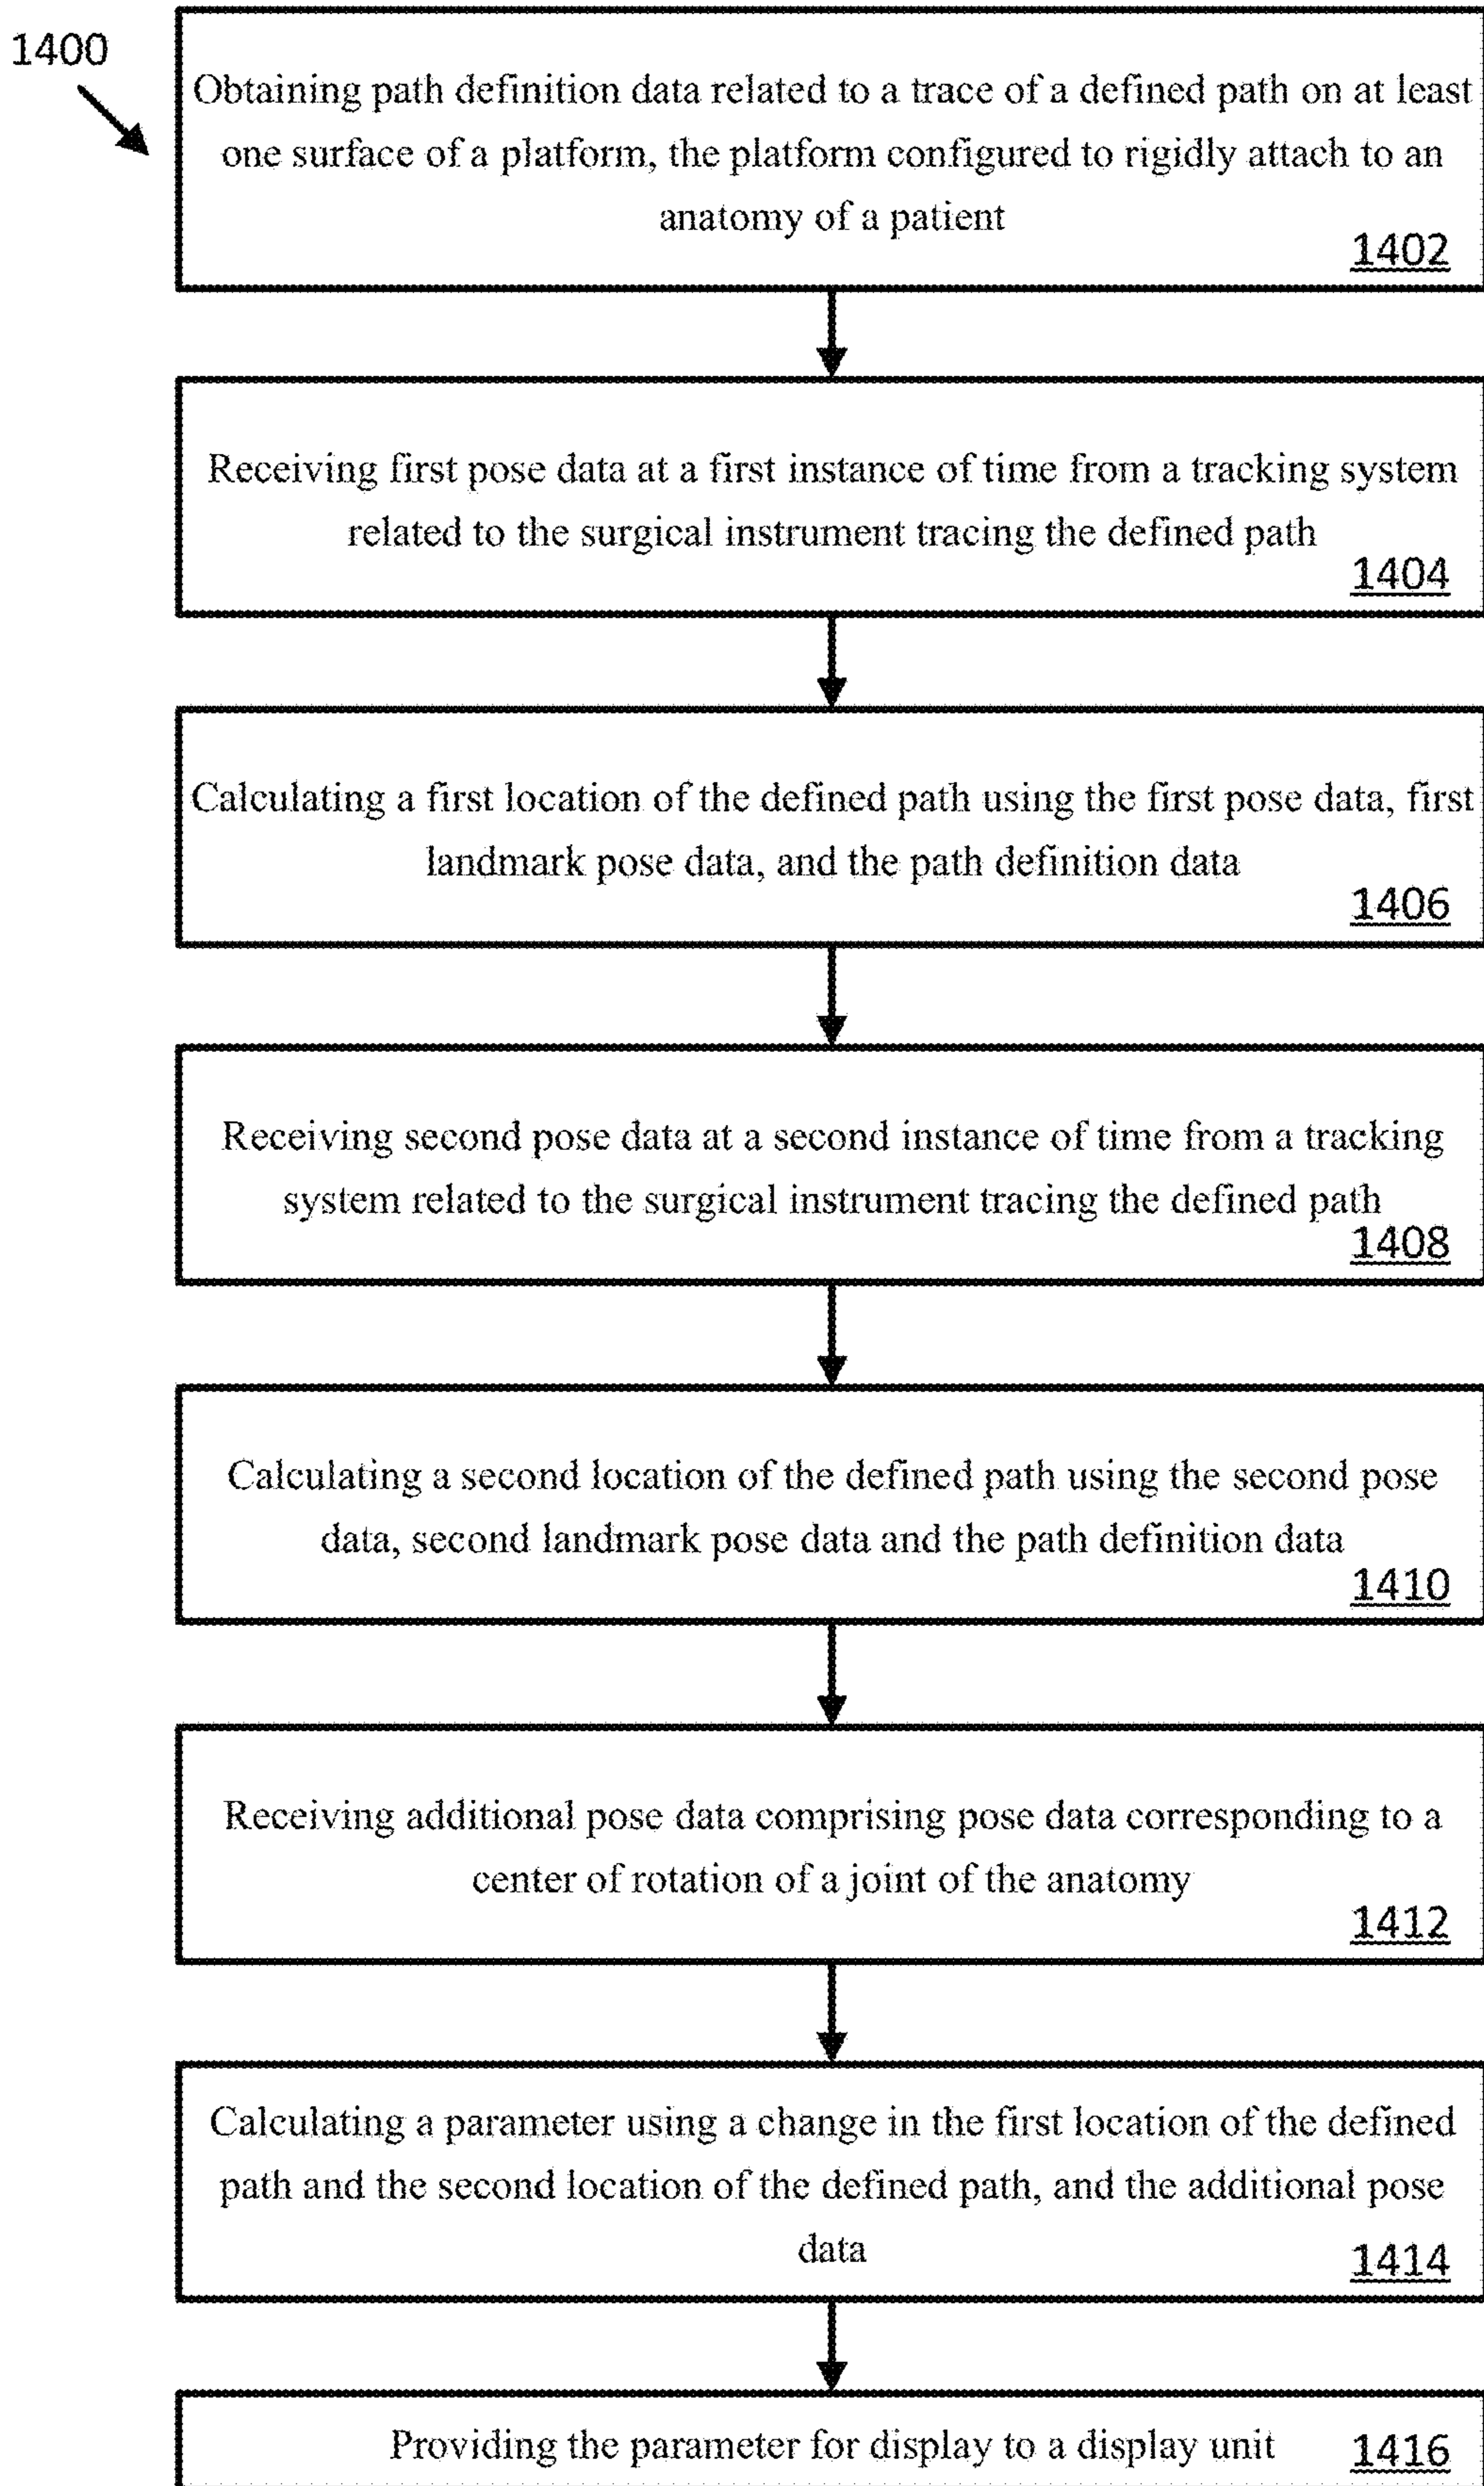 1400
Obtaining path definition data related to a trace of a defined path on at least
one surface of a platform, the platform configured to rigidly attach to an
anatomy of a patient
1402
Receiving first pose data at a first instance of time from a tracking system
related to the surgical instrument tracing the defined path
1404
Calculating a first location of the defined path using the first pose data, first
landmark pose data, and the path definition data
1406
Receiving second pose data at a second instance of time from a tracking
system related to the surgical instrument tracing the defined path
1408
Calculating a second location of the defined path using the second pose
data, second landmark pose data and the path definition data
1410
Receiving additional pose data comprising pose data corresponding to a
center of rotation of a joint of the anatomy
1412
Calculating a parameter using a change in the first location of the defined
path and the second location of the defined path, and the additional pose
data
1414
Providing the parameter for display to a display unit
1416